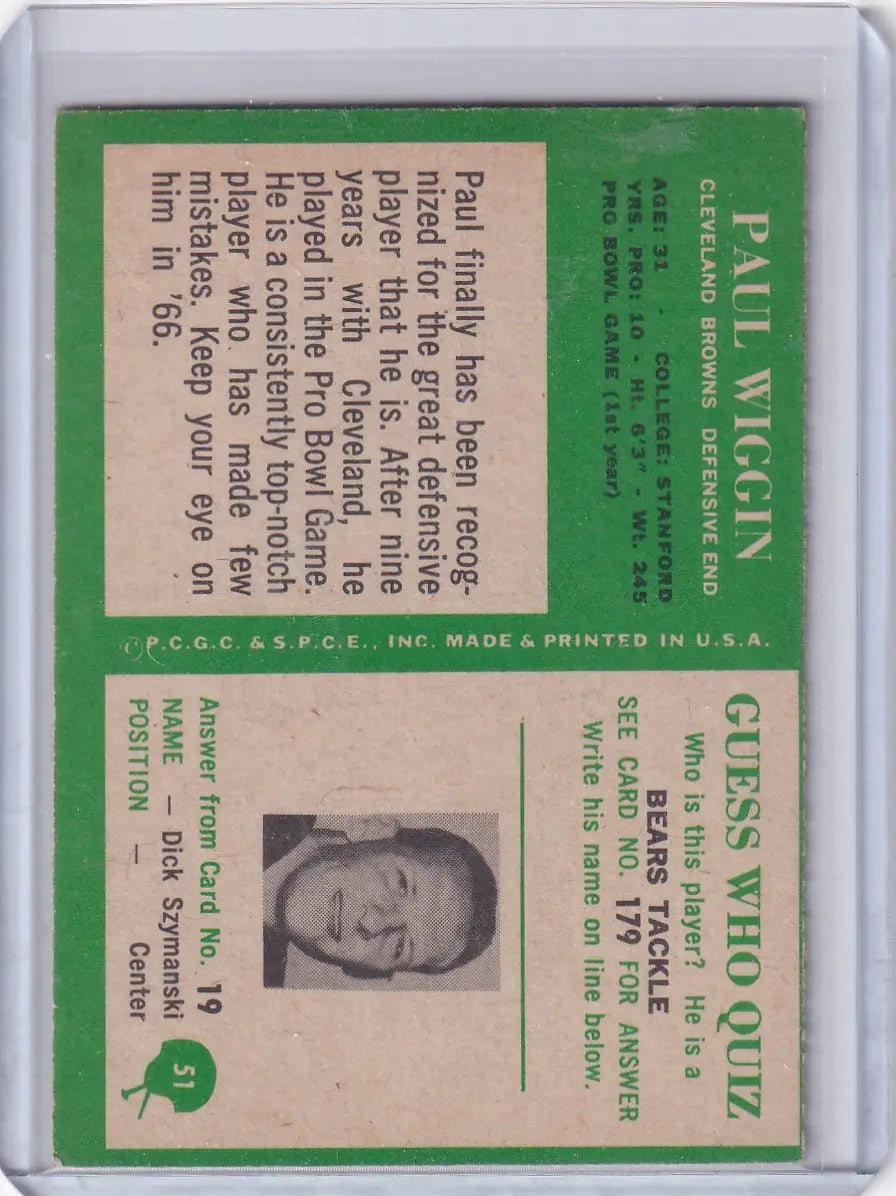 PAUL WIGGIN
CLEVELAND BROWNS DEFENSIVE END
AGE: 31 - COLLEGE: STANFORD
YRS. PRO: 10 - Ht. 6'3" - Wt. 245
PRO BOWL GAME (1st year)
Paul finally has been recog-
nized for the great defensive
player that he is. After nine
years with Cleveland, he
played in the Pro Bowl Game.
He is a consistently top-notch
player who has made few
mistakes. Keep your eye on
him in '66.
©P.C.G.C. & S.P.C.E., INC. MADE & PRINTED IN U.S.A.
GUESS WHO QUIZ
Who is this player? He is a
BEARS TACKLE
SEE CARD NO. 179 FOR ANSWER
Write his name on line below.
Answer from Card No. 19
NAME — Dick Szymanski
POSITION — Center
51